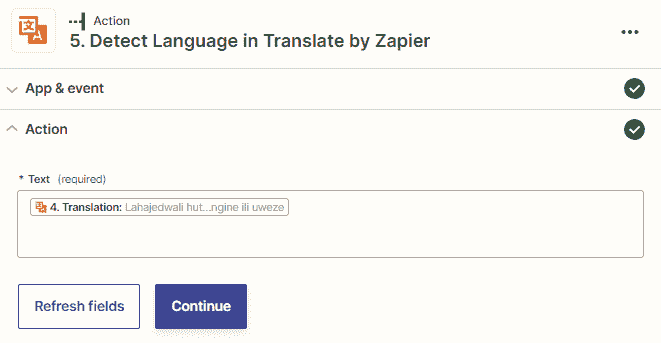 Action
5. Detect Language in Translate by Zapier
App & event
Action
* Text (required)
4. Translation: Lahajedwali hut...ngine ili uweze
Refresh fields
Continue